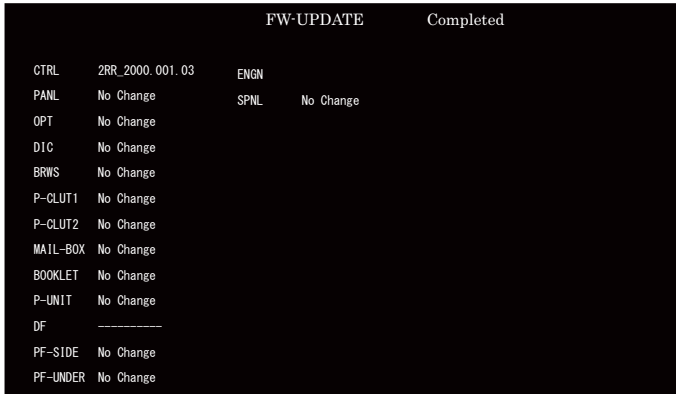 FW-UPDATE Completed
CTRL 2RR_2000.001.03 ENGN
PANL No Change SPNL No Change
OPT No Change
DIC No Change
BRWS No Change
P-CLUT1 No Change
P-CLUT2 No Change
MAIL-BOX No Change
BOOKLET No Change
P-UNIT No Change
DF ----------
PF-SIDE No Change
PF-UNDER No Change